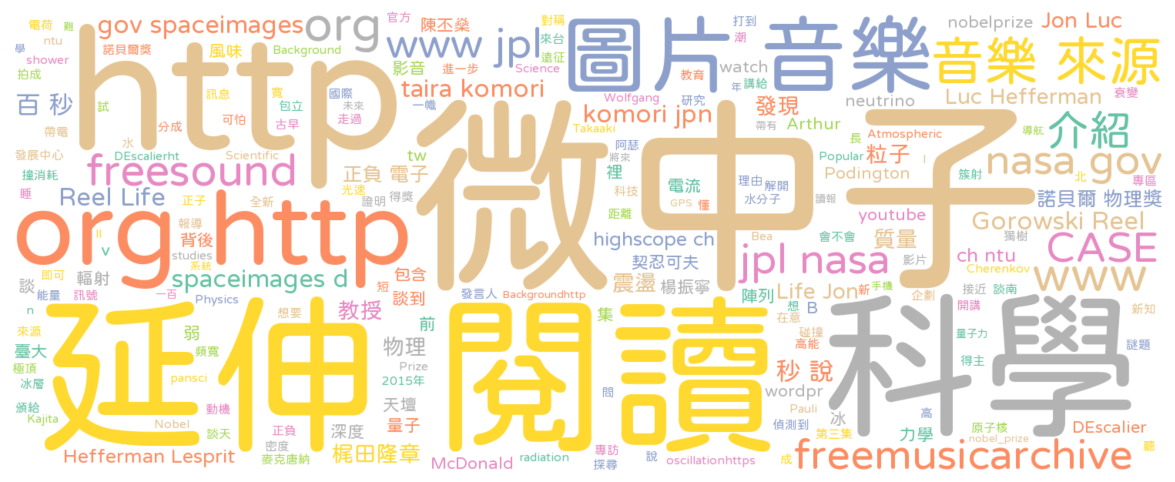 gov spaceimages
org
www jpl
圖片 音樂
音樂 來源
nobelprize
Jon Luc
電荷
難
官方
陳丕燊
對稱
打到
潮
學
ntu
諾貝爾獎
風味
Background
來台
遠征
http
shower
訊息
寬
國際
影音
進一步
Science
年
講給
watch
Luc Hefferman
衰變
拍成
taira komori
Wolfgang
教育
百 秒
試
包立
未來
一幟
研究
komori jpn
發現
neutrino
帶電
分成
可怕
古早
走過
Takaaki
帶有
Arthur
長
Atmospheric
導航
介紹
水
微中子
發展中心
DEscalierht
Scientific
阿瑟
Popular
粒子
I
簇射
北
nasa gov
撞消耗
freesound
正負 電子
tw
將來
裡
理由
解開
Podington
專區
睡
Reel Life
正子
全新
光速
證明
得獎
科技
電流
水分子
懂
讀報
諾貝爾 物理獎
GPS
距離
youtube
獨樹
Gorowski Reel
org http
II
報導
v
背後
studies
highscope ch
Bea
會不會
質量
影片
CASE
jpl nasa
ch ntu
Cherenkov
談
輻射
即可
系統
包含
契忍可夫
震盪
楊振寧
www
spaceimages d
短
能量
訊號
一百
發言人
Backgroundhttp
陣列
Life Jon
新
手機
接近
談南
n
Physics
教授
談到
想
B
企劃
開講
新知
來源
想要
前
集
在意
碰撞
量子力
謎題
延伸 閱讀
科學
臺大
弱
頻寬
物理
高能
秒 說
得主
極頂
冰層
pansci
Prize
2015年
問
wordpr
冰
頒給
動機
天壇
Pauli
高
原子核
Kajita
Nobel
量子
偵測到
第三集
力學
nobel_prize
DEscalier
談天
正負
密度
深度
專訪
說
成
聽
Hefferman Lesprit
麥克唐納
梶田隆章
McDonald
radiation
探尋
oscillationhttps
freemusicarchive